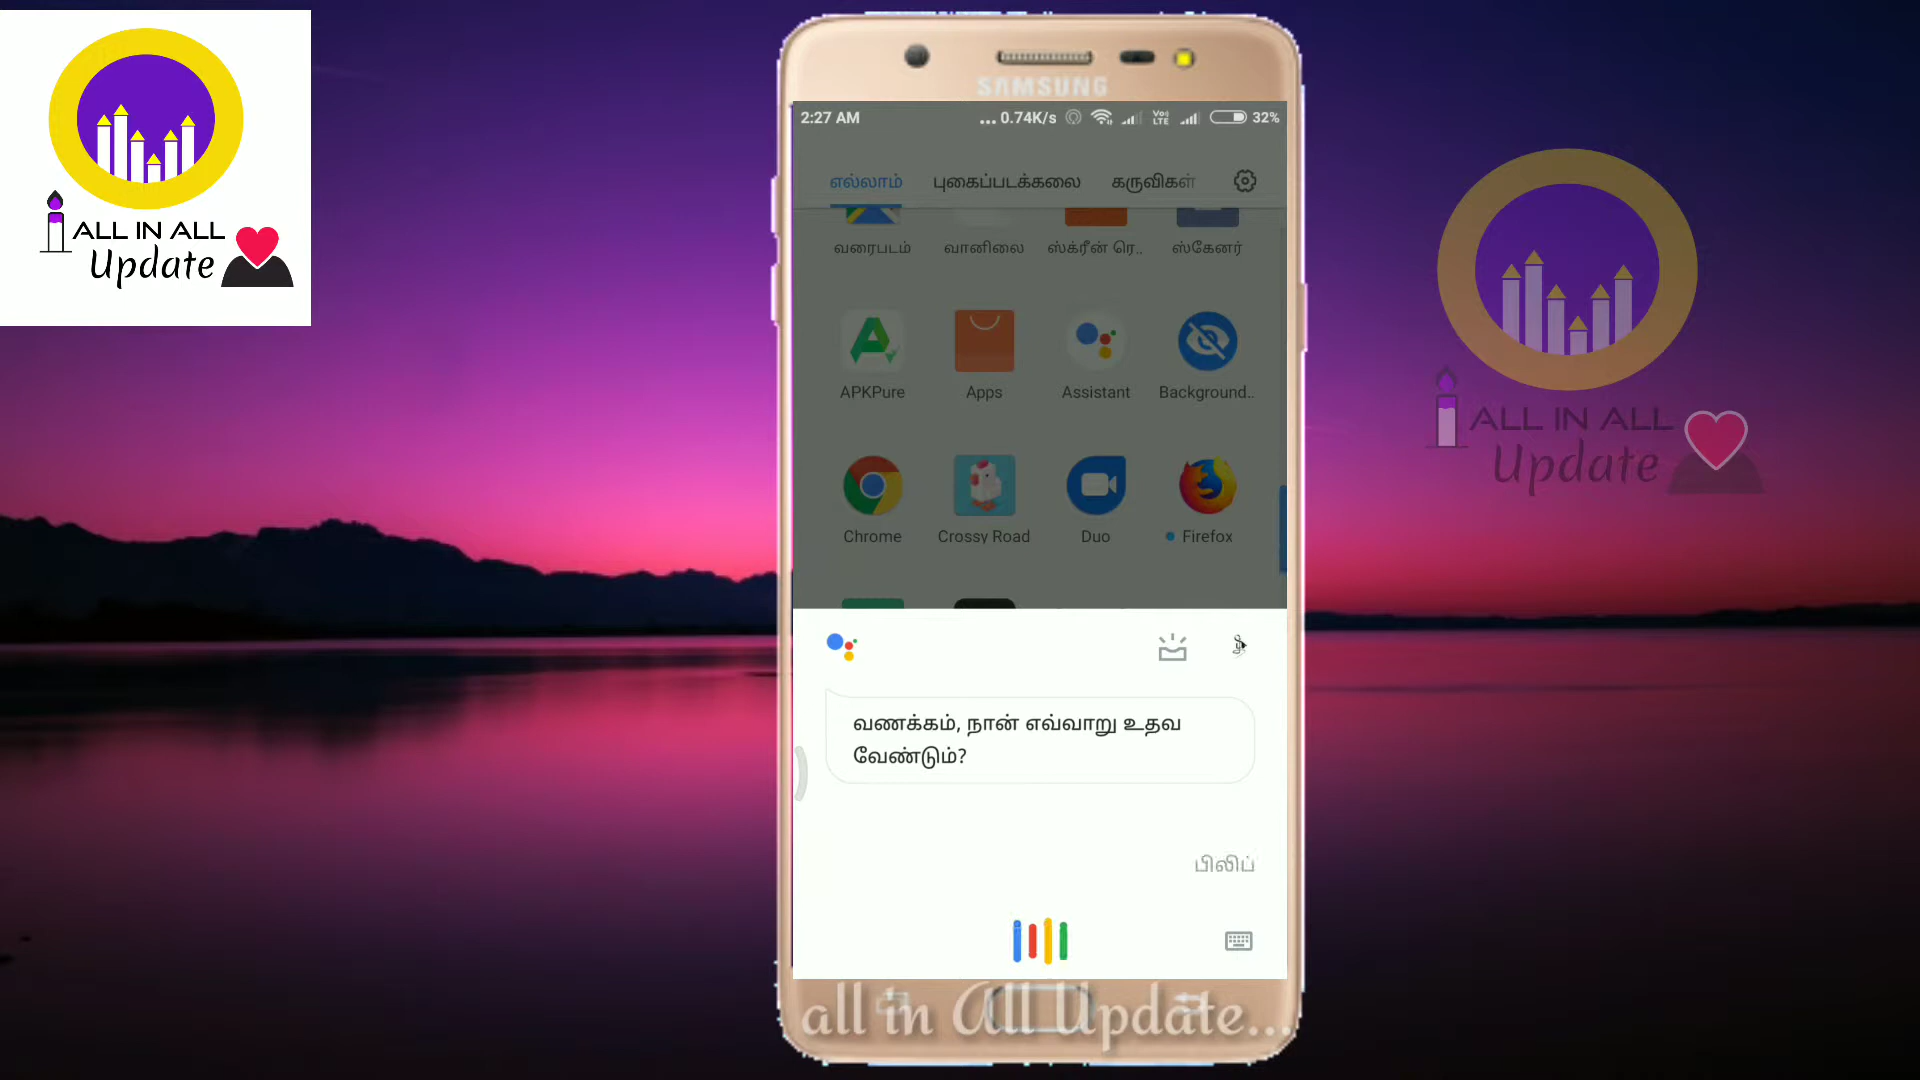 ALL IN ALL
Update
SAMSUNG
2:27 AM
... 0.74K/s
VoLTE
32%
எல்லாம்
புகைப்படக்கலை
கருவிகள்
வரைபடம்
வானிலை
ஸ்க்ரீன் ரெ..
ஸ்கேனர்
APKPure
Apps
Assistant
Background..
Chrome
Crossy Road
Duo
Firefox
வணக்கம், நான் எவ்வாறு உதவ
வேண்டும்?
பிலிப்
all in All Update...
ALL IN ALL
Update